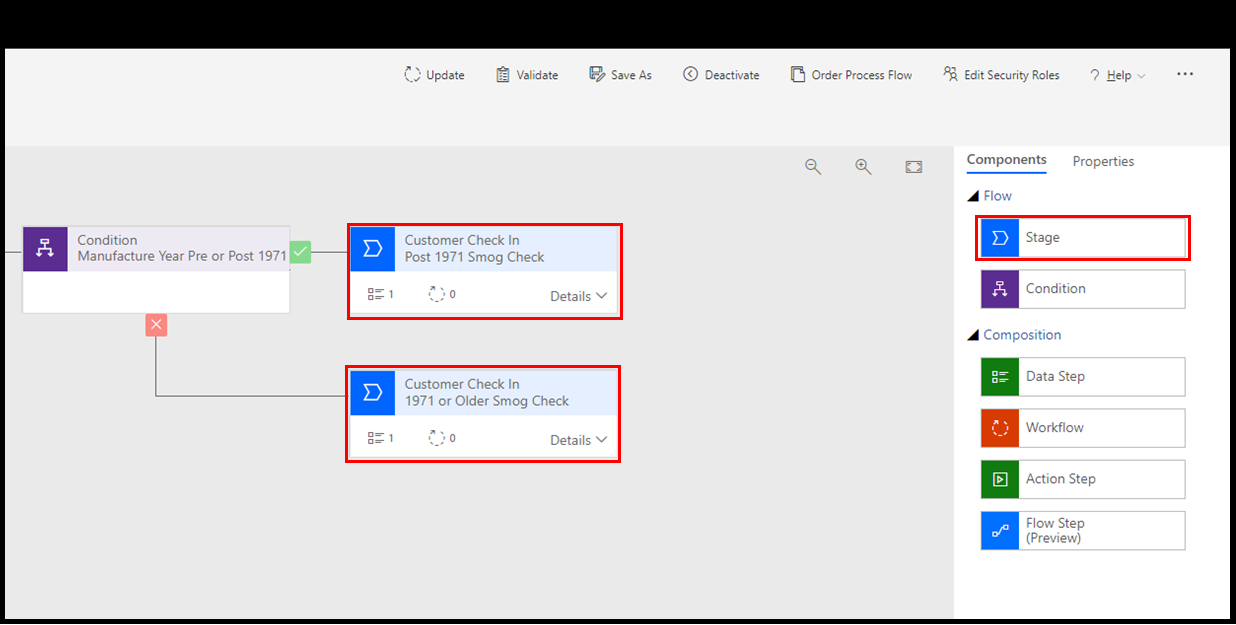 Update
Validate
Save As
Deactivate
Order Process Flow
Edit Security Roles
? Help
...
Components
Properties
Flow
Stage
Condition
Composition
Data Step
Workflow
Action Step
Flow Step
(Preview)
Condition
Manufacture Year Pre or Post 1971
Customer Check In
Post 1971 Smog Check
1
0
Details
Customer Check In
1971 or Older Smog Check
1
0
Details